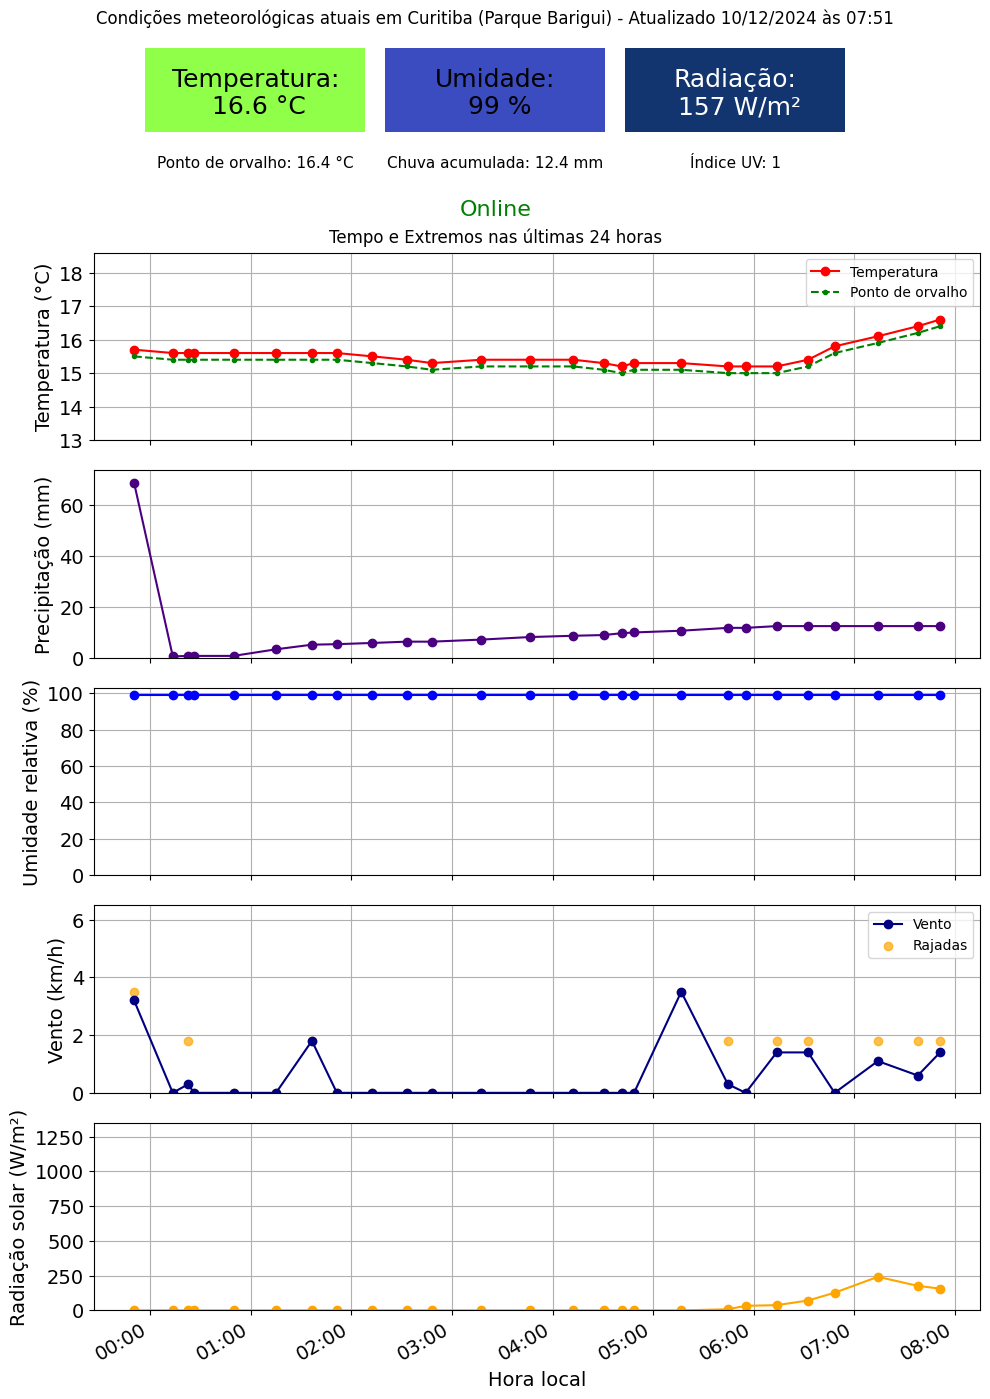 Condições meteorológicas atuais em Curitiba (Parque Barigui) - Atualizado 10/12/2024 às 07:51
Temperatura:
16.6 °C
Umidade:
99 %
Radiação:
157 W/m²
Ponto de orvalho: 16.4 °C
Chuva acumulada: 12.4 mm
Índice UV: 1
Online
Tempo e Extremos nas últimas 24 horas
Temperatura (°C)
18
17
16
15
14
13
Temperatura
Ponto de orvalho
Precipitação (mm)
60
40
20
0
Umidade relativa (%)
100
80
60
40
20
0
Vento (km/h)
6
4
2
0
Vento
Rajadas
Radiação solar (W/m²)
1250
1000
750
500
250
0
00:00
01:00
02:00
03:00
04:00
05:00
06:00
07:00
08:00
Hora local